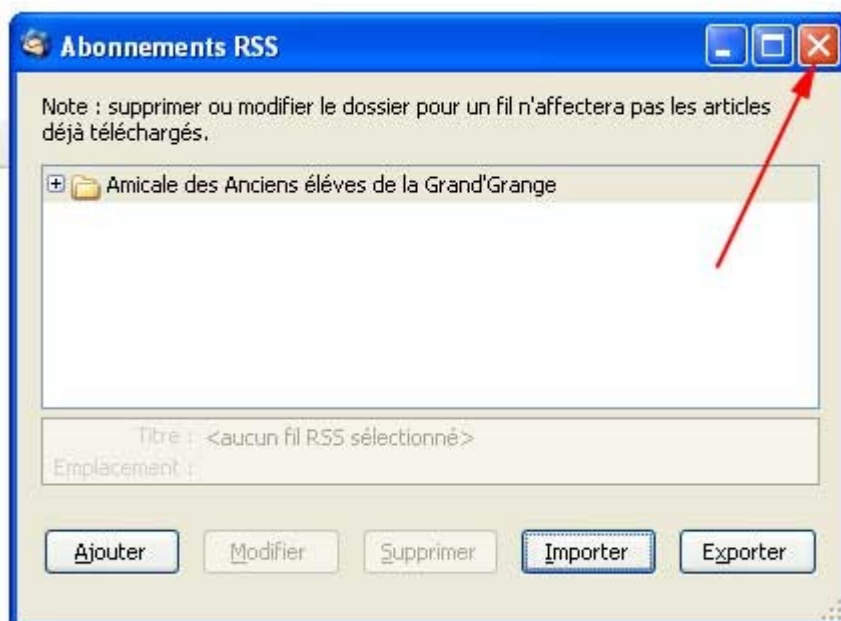 Abonnements RSS
Note : supprimer ou modifier le dossier pour un fil n'affectera pas les articles
déjà téléchargés.
Amicale des Anciens éléves de la Grand'Grange
Titre : <aucun fil RSS sélectionné>
Emplacement :
Ajouter Modifier Supprimer Importer Exporter